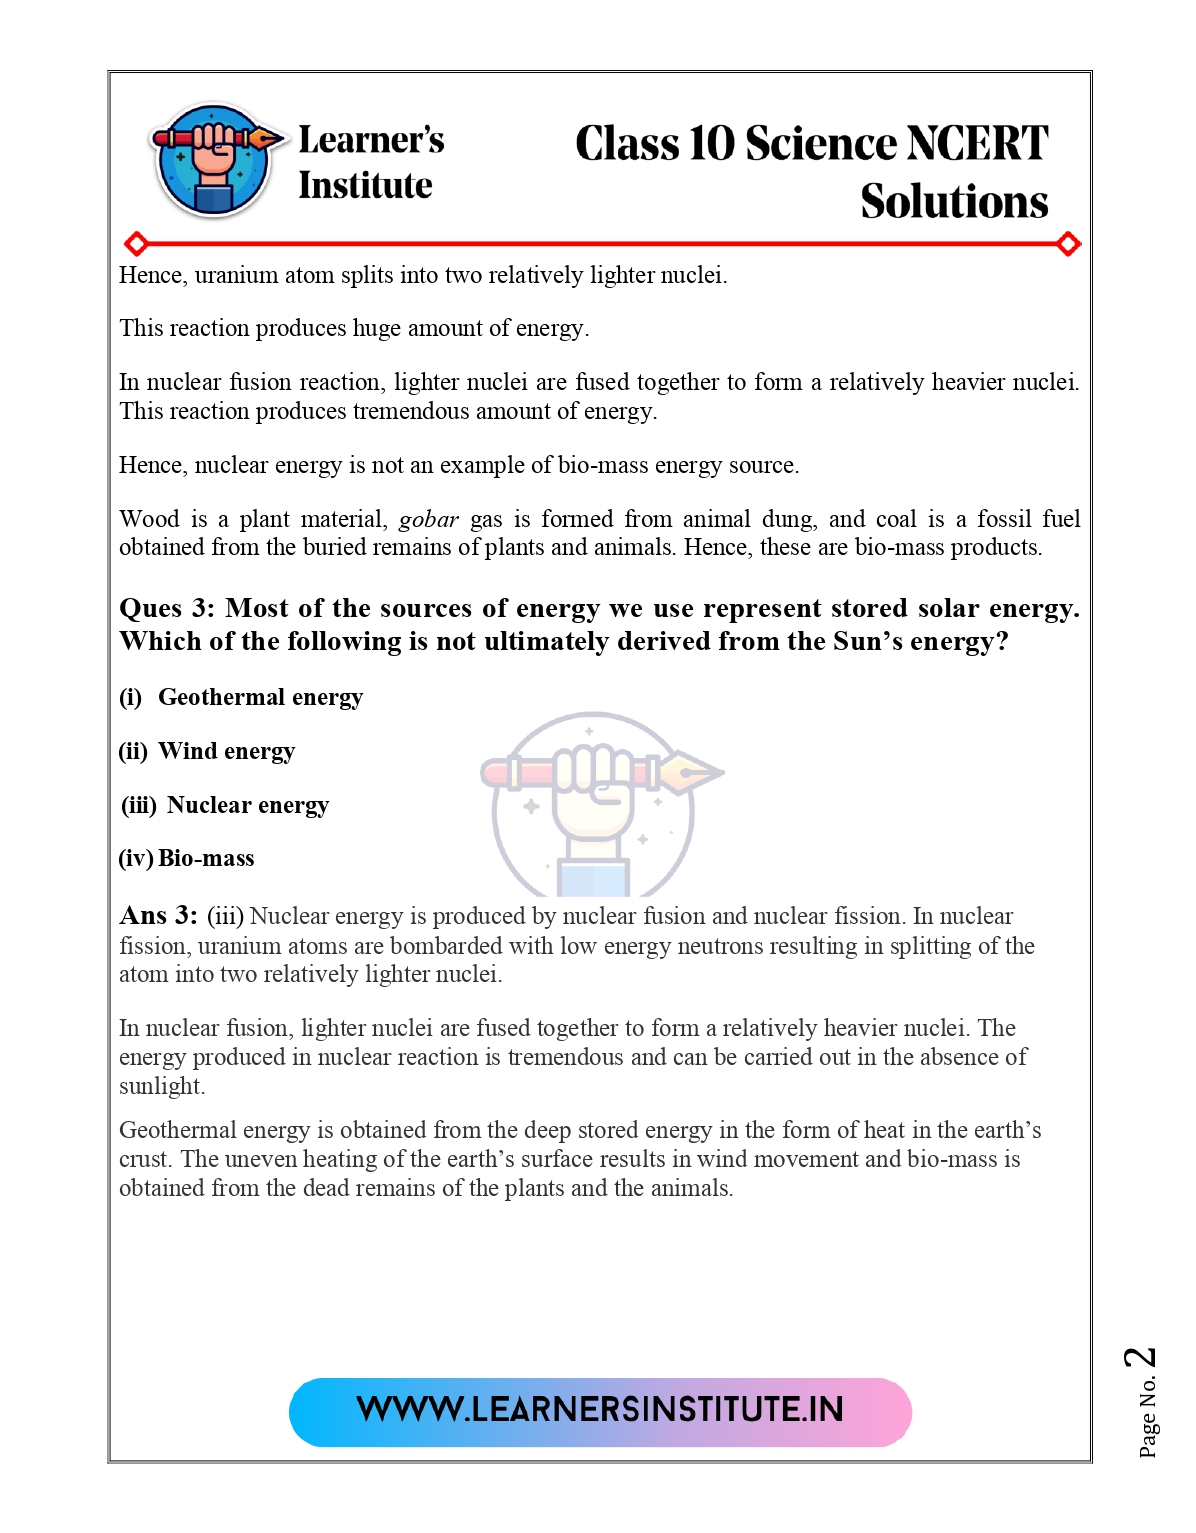 Learner's
Institute
Class 10 Science NCERT
Solutions
Hence, uranium atom splits into two relatively lighter nuclei.
This reaction produces huge amount of energy.
In nuclear fusion reaction, lighter nuclei are fused together to form a relatively heavier nuclei.
This reaction produces tremendous amount of energy.
Hence, nuclear energy is not an example of bio-mass energy source.
Wood is a plant material, gobar gas is formed from animal dung, and coal is a fossil fuel
obtained from the buried remains of plants and animals. Hence, these are bio-mass products.
Ques 3: Most of the sources of energy we use represent stored solar energy.
Which of the following is not ultimately derived from the Sun's energy?
(i) Geothermal energy
(ii) Wind energy
(iii) Nuclear energy
(iv) Bio-mass
Ans 3: (iii) Nuclear energy is produced by nuclear fusion and nuclear fission. In nuclear
fission, uranium atoms are bombarded with low energy neutrons resulting in splitting of the
atom into two relatively lighter nuclei.
In nuclear fusion, lighter nuclei are fused together to form a relatively heavier nuclei. The
energy produced in nuclear reaction is tremendous and can be carried out in the absence of
sunlight.
Geothermal energy is obtained from the deep stored energy in the form of heat in the earth's
crust. The uneven heating of the earth's surface results in wind movement and bio-mass is
obtained from the dead remains of the plants and the animals.
WWW.LEARNERSINSTITUTE.IN
Page No. 2